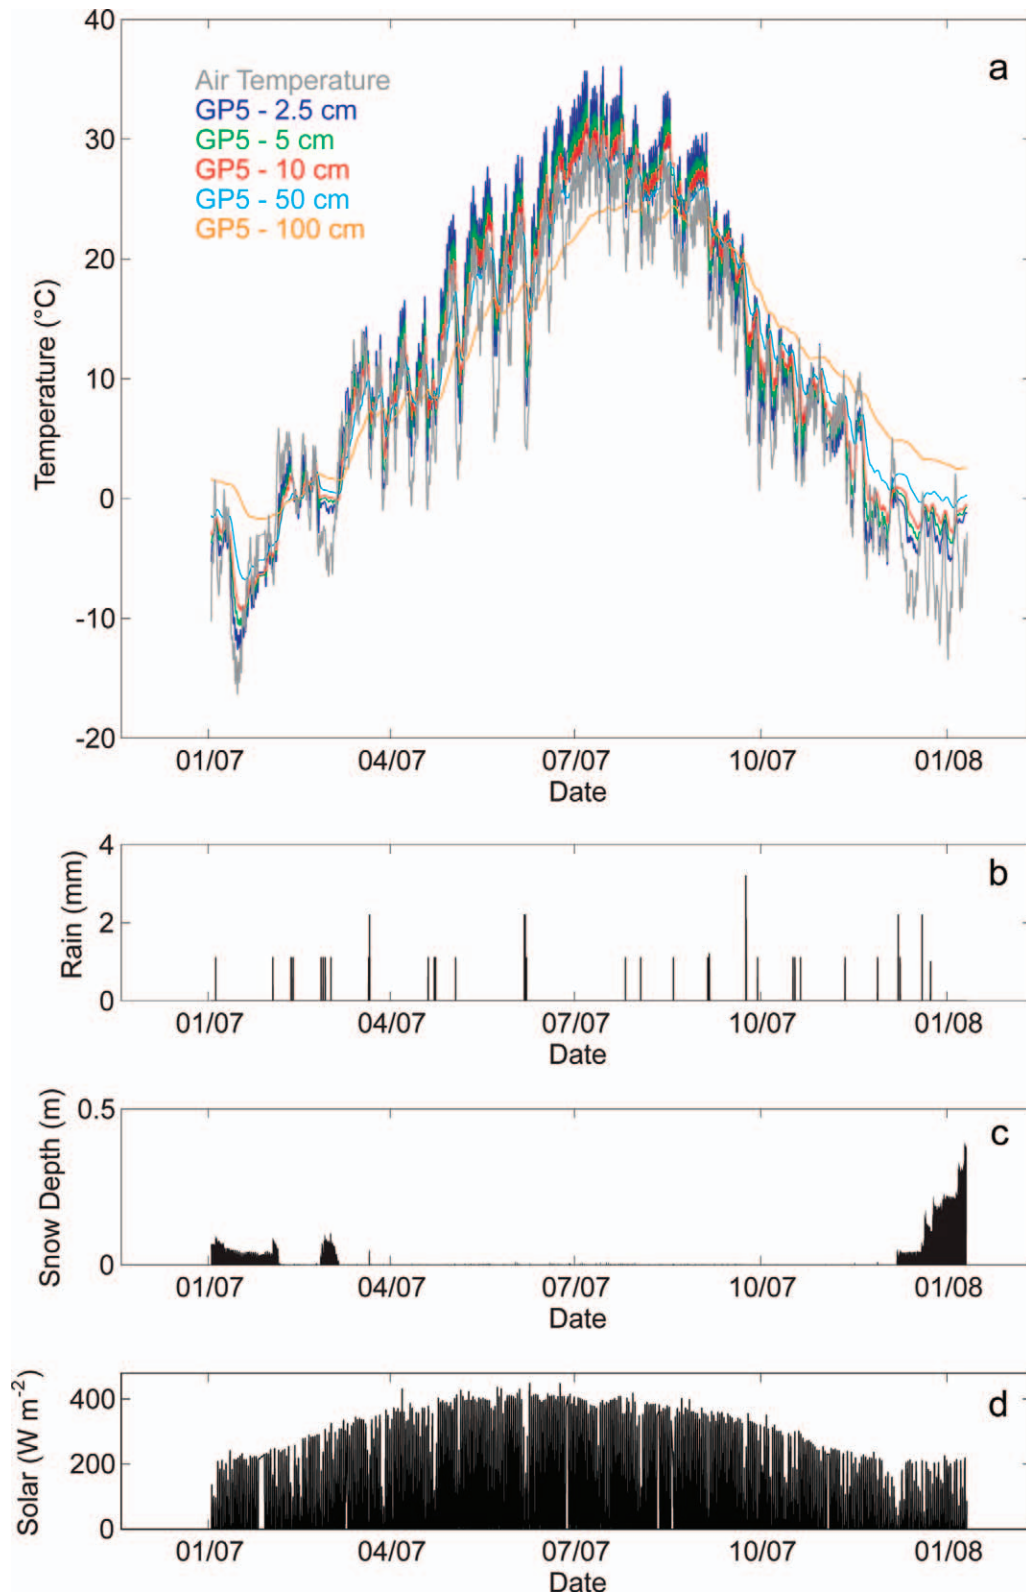 40
a
Air Temperature
GP5 - 2.5 cm
GP5 - 5 cm
GP5 - 10 cm
GP5 - 50 cm
GP5 - 100 cm
30
20
10
0
-10
-20
Temperature (°C)
01/07 04/07 07/07 10/07 01/08
Date
b
4
2
0
Rain (mm)
01/07 04/07 07/07 10/07 01/08
Date
c
0.5
0
Snow Depth (m)
01/07 04/07 07/07 10/07 01/08
Date
d
400
200
0
Solar (W m⁻²)
01/07 04/07 07/07 10/07 01/08
Date